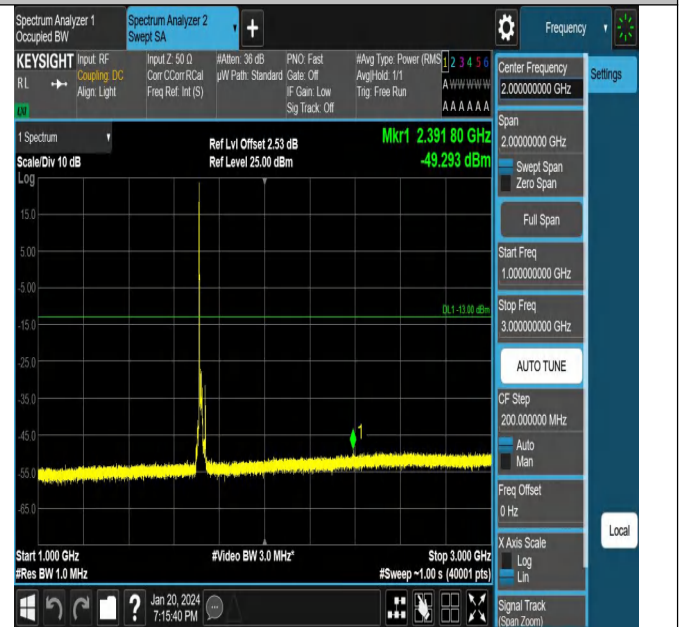 Spectrum Analyzer 1
Occupied BW
Spectrum Analyzer 2
Swept SA
Frequency
KEYSIGHT
RL
Input: RF
Coupling: DC
Align: Light
Input Z: 50 Ω
Corr CCorr RCal
Freq Ref: Int (S)
#Atten: 36 dB
µW Path: Standard
PNO: Fast
Gate: Off
IF Gain: Low
Sig Track: Off
#Avg Type: Power (RMS
Avg|Hold: 1/1
Trig: Free Run
1 2 3 4 5 6
A W W W W W
A A A A A A
1 Spectrum
Scale/Div 10 dB
Log
Ref Lvl Offset 2.53 dB
Ref Level 25.00 dBm
Mkr1 2.391 80 GHz
-49.293 dBm
15.0
5.00
-5.00
-15.0
-25.0
-35.0
-45.0
-55.0
-65.0
DL1 -13.00 dBm
1
Start 1.000 GHz
#Res BW 1.0 MHz
#Video BW 3.0 MHz*
Stop 3.000 GHz
#Sweep ~1.00 s (40001 pts)
Center Frequency
2.000000000 GHz
Settings
Span
2.00000000 GHz
Swept Span
Zero Span
Full Span
Start Freq
1.000000000 GHz
Stop Freq
3.000000000 GHz
AUTO TUNE
CF Step
200.000000 MHz
Auto
Man
Freq Offset
0 Hz
Local
X Axis Scale
Log
Lin
Signal Track
(Span Zoom)
?
Jan 20, 2024
7:15:40 PM